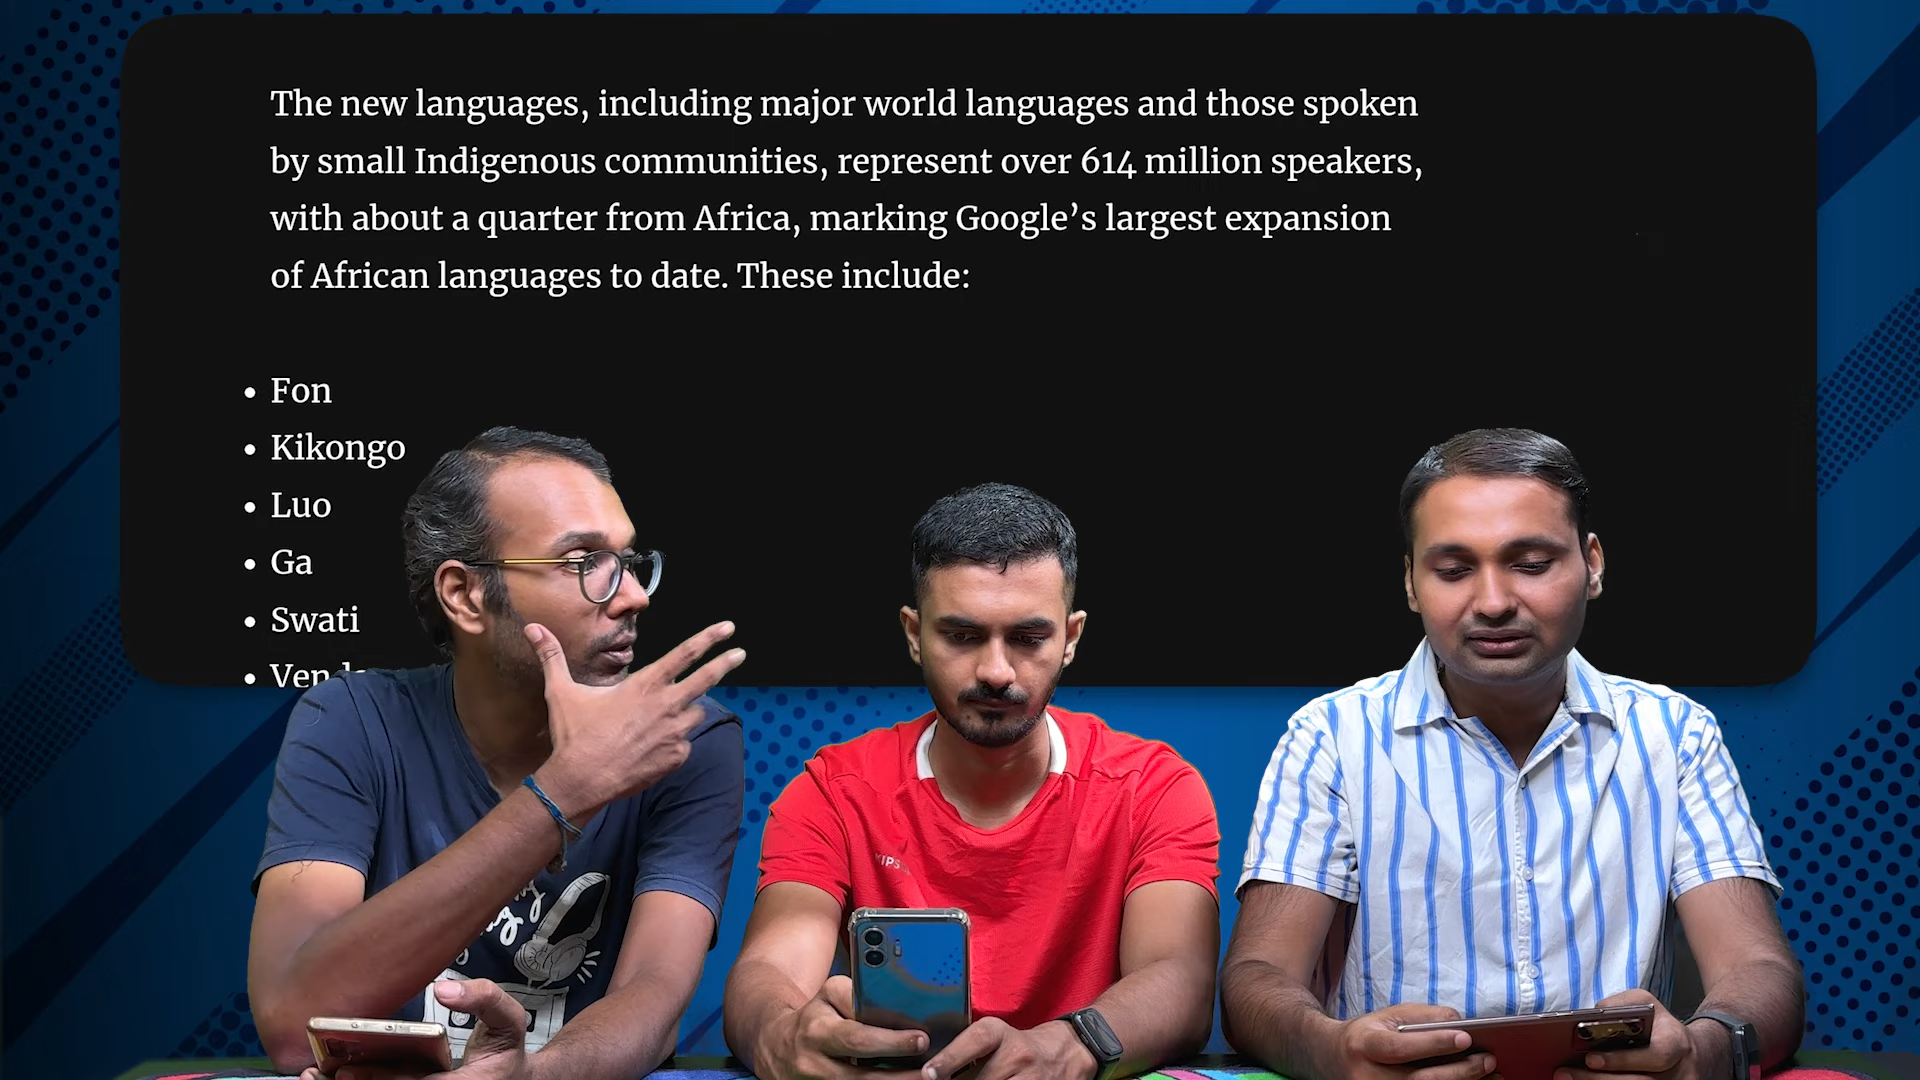 The new languages, including major world languages and those spoken
by small Indigenous communities, represent over 614 million speakers,
with about a quarter from Africa, marking Google’s largest expansion
of African languages to date. These include:
• Fon
• Kikongo
• Luo
• Ga
• Swati